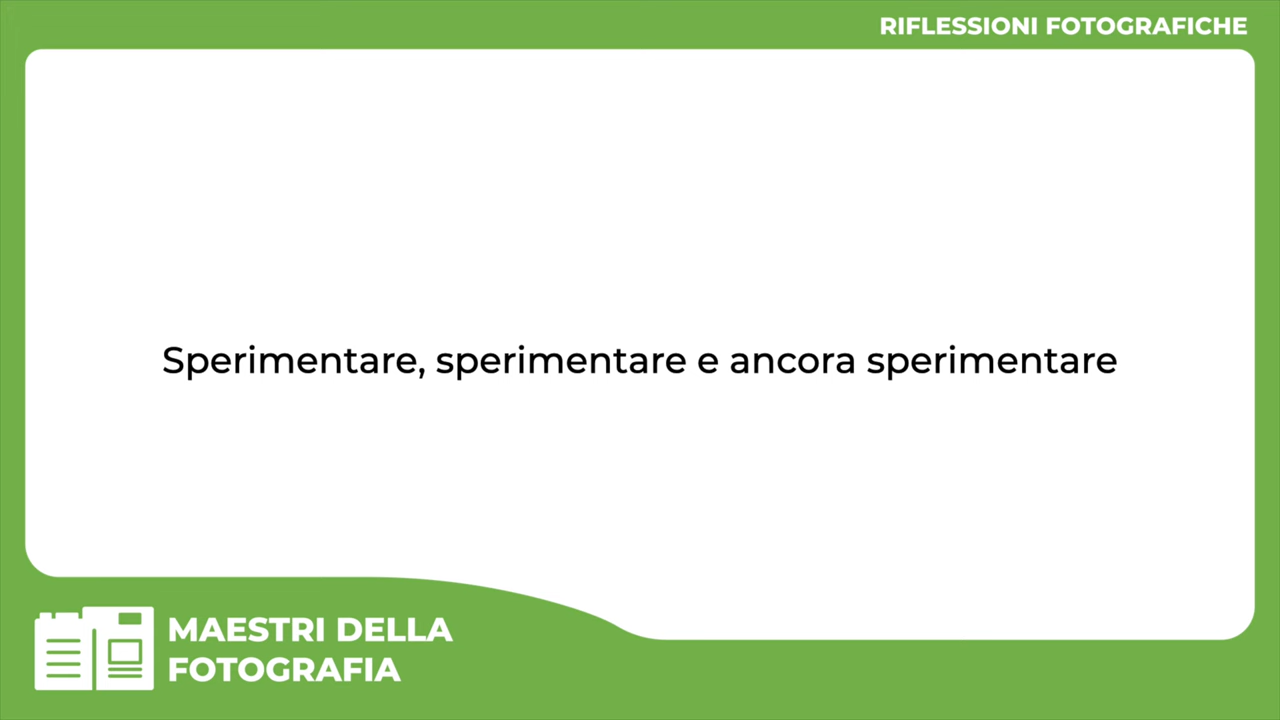 RIFLESSIONI FOTOGRAFICHE
Sperimentare, sperimentare e ancora sperimentare
MAESTRI DELLA
FOTOGRAFIA